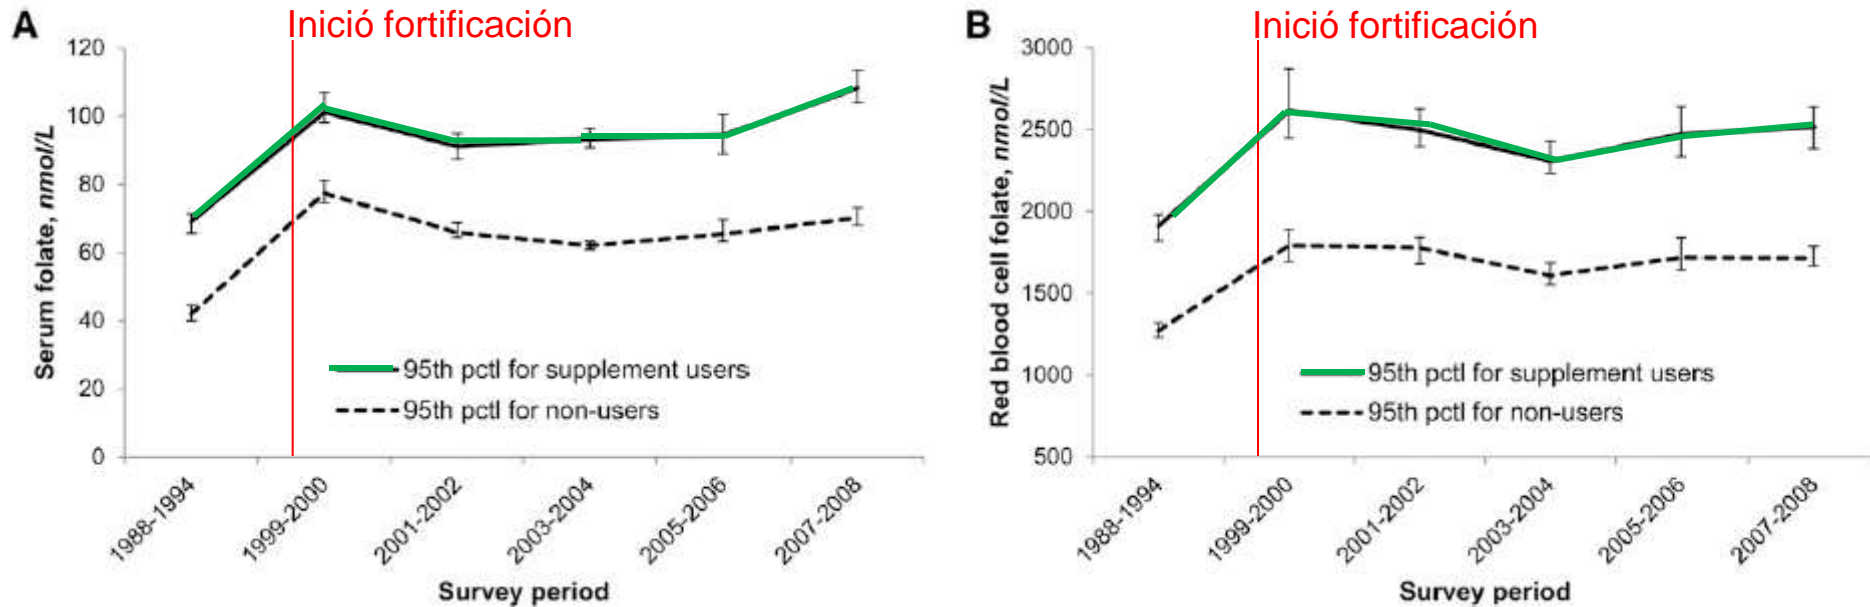 A
Inició fortificación
120
100
80
60
40
20
0
Serum folate, nmol/L
95th pctl for supplement users
95th pctl for non-users
1988-1994
1999-2000
2001-2002
2003-2004
2005-2006
2007-2008
Survey period
B
Inició fortificación
3000
2500
2000
1500
1000
500
Red blood cell folate, nmol/L
95th pctl for supplement users
95th pctl for non-users
1988-1994
1999-2000
2001-2002
2003-2004
2005-2006
2007-2008
Survey period